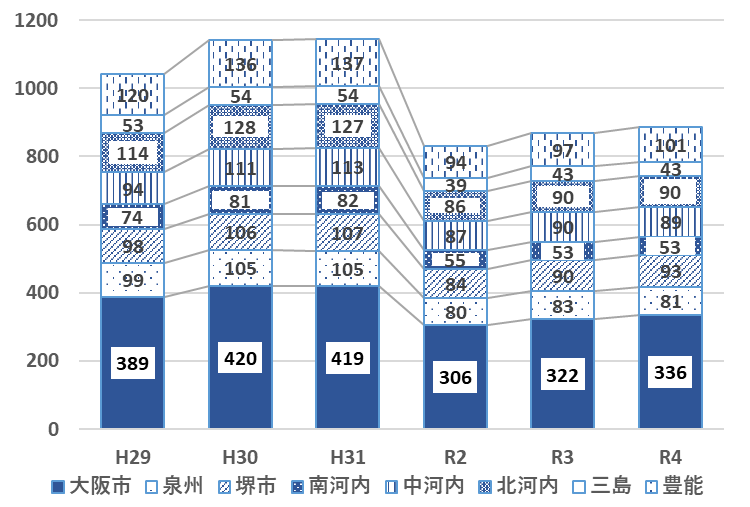 1200
136 137
1000 120 54 54
53 128 127
114 101
800 94 97 43
94 111 113 39 43 90
74 81 82 86 90 89
600 98 106 107 87 90 53
55 53 93
99 105 105 84 90
400 80 83 81
389 420 419 306 322 336
200
0
H29 H30 H31 R2 R3 R4
大阪市 泉州 堺市 南河内 中河内 北河内 三島 豊能